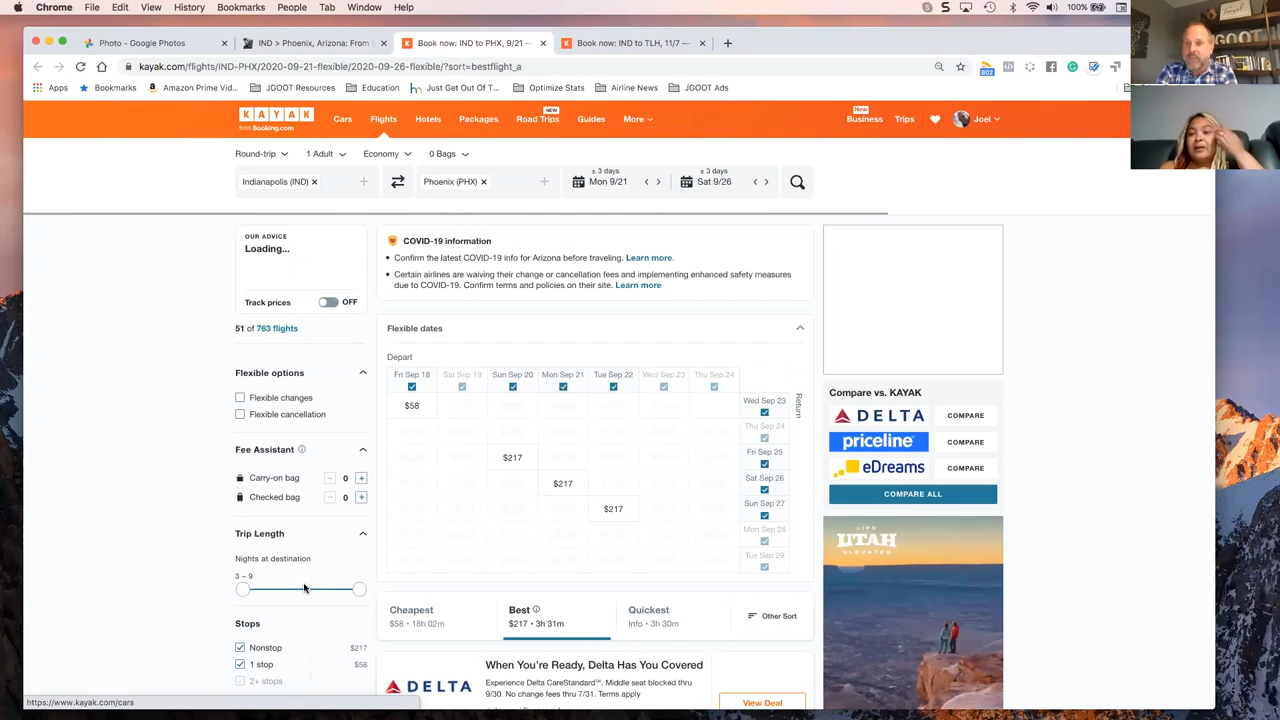 Chrome File Edit View History Bookmarks People Tab Window Help 100%
Photo - Google Photos IND > Phoenix, Arizona: From Book now: IND to PHX, 9/21 — Book now: IND to TLH, 11/7 —
kayak.com/flights/IND-PHX/2020-09-21-flexible/2020-09-26-flexible/?sort=bestflight_a 802
Apps Bookmarks Amazon Prime Vid... JGOOT Resources Education Just Get Out Of T... Optimize Stats Airline News JGOOT Ads
KAYAK
from Booking.com
Cars Flights Hotels Packages Road Trips NEW Guides More Business New Trips Joel
Round-trip 1 Adult Economy 0 Bags
± 3 days ± 3 days
Indianapolis (IND) Phoenix (PHX) Mon 9/21 Sat 9/26
OUR ADVICE
Loading...
Track prices OFF
51 of 763 flights
Flexible options
Flexible changes
Flexible cancellation
Fee Assistant
Carry-on bag 0
Checked bag 0
Trip Length
Nights at destination
3 – 9
Stops
Nonstop $217
1 stop $58
2+ stops
https://www.kayak.com/cars
COVID-19 information
Confirm the latest COVID-19 info for Arizona before traveling. Learn more.
Certain airlines are waiving their change or cancellation fees and implementing enhanced safety measures
due to COVID-19. Confirm terms and policies on their site. Learn more
Flexible dates
Depart
Fri Sep 18 Sat Sep 19 Sun Sep 20 Mon Sep 21 Tue Sep 22 Wed Sep 23 Thu Sep 24
$58 Wed Sep 23
Return
Thu Sep 24
$217 Fri Sep 25
$217 Sat Sep 26
$217 Sun Sep 27
Mon Sep 28
Tue Sep 29
Cheapest Best Quickest Other Sort
$58 • 18h 02m $217 • 3h 31m Info • 3h 30m
DELTA
When You're Ready, Delta Has You Covered
Experience Delta CareStandard℠. Middle seat blocked thru
9/30. No change fees thru 7/31. Terms apply
View Deal
Compare vs. KAYAK
DELTA COMPARE
priceline COMPARE
eDreams COMPARE
COMPARE ALL
LIFE
UTAH
ELEVATED
JGOOT